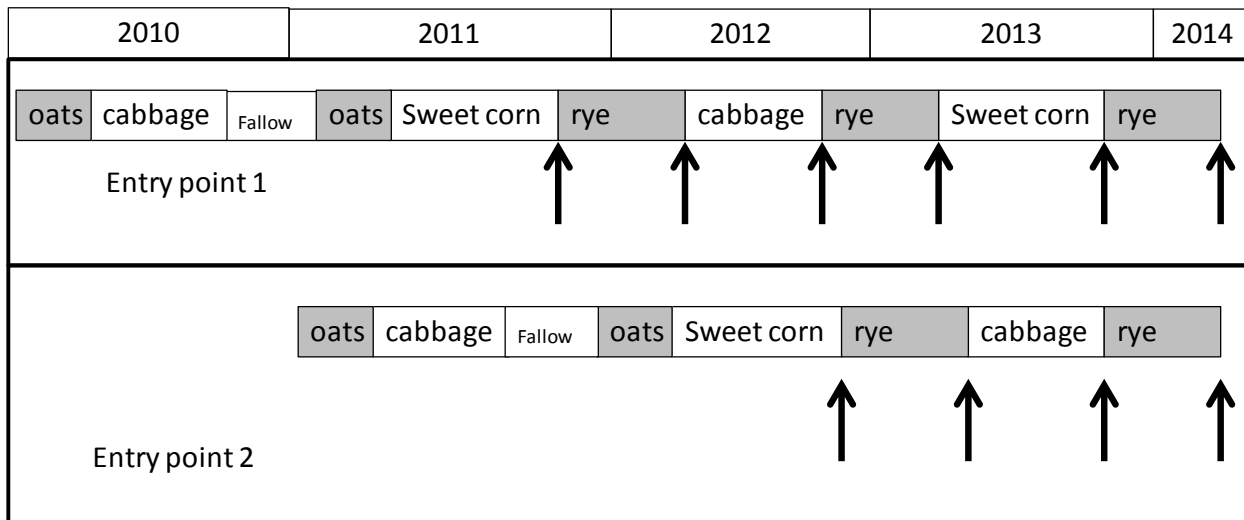 2010 2011 2012 2013 2014
oats cabbage Fallow oats Sweet corn rye cabbage rye Sweet corn rye
Entry point 1
oats cabbage Fallow oats Sweet corn rye cabbage rye
Entry point 2